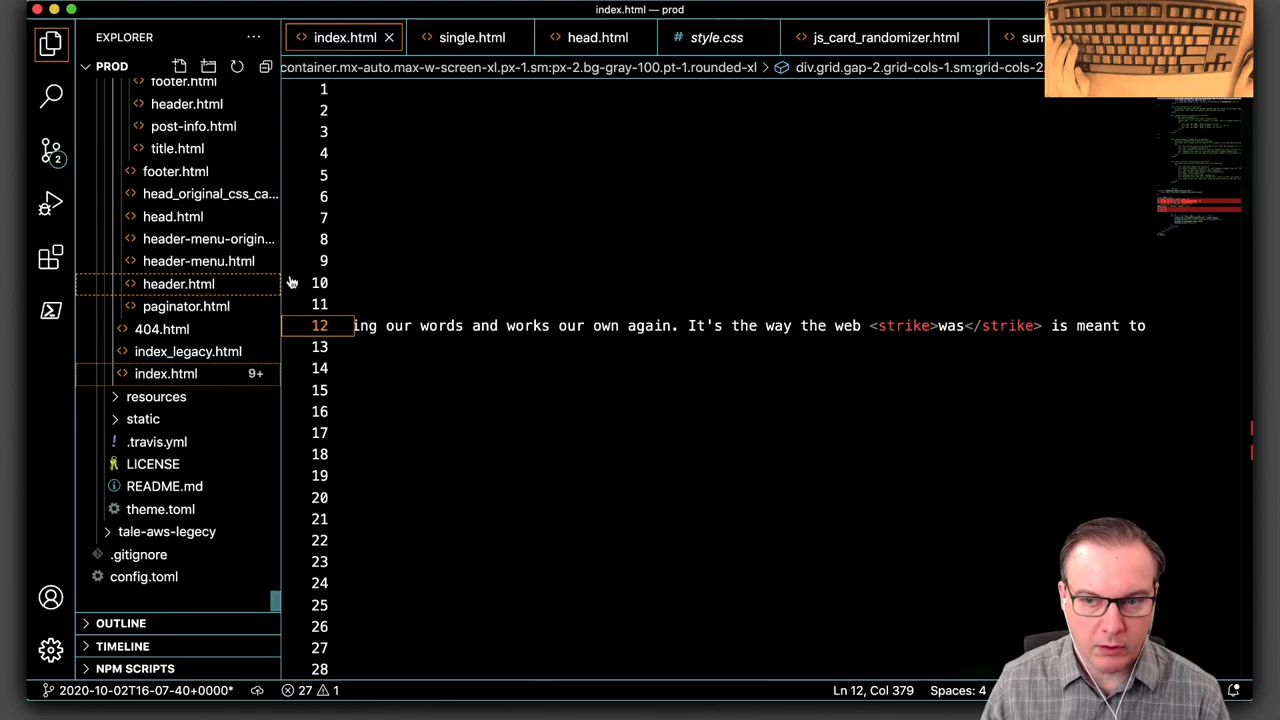 index.html — prod
EXPLORER
index.html
single.html
head.html
style.css
js_card_randomizer.html
sum
PROD
container.mx-auto.max-w-screen-xl.px-1.sm:px-2.bg-gray-100.pt-1.rounded-xl
div.grid.gap-2.grid-cols-1.sm:grid-cols-2.
footer.html
header.html
post-info.html
title.html
footer.html
head_original_css_ca...
head.html
header-menu-origin...
header-menu.html
header.html
paginator.html
404.html
index_legacy.html
index.html 9+
resources
static
.travis.yml
LICENSE
README.md
theme.toml
tale-aws-legacy
.gitignore
config.toml
OUTLINE
TIMELINE
NPM SCRIPTS
2
1
2
3
4
5
6
7
8
9
10
11
12 ing our words and works our own again. It's the way the web <strike>was</strike> is meant to
13
14
15
16
17
18
19
20
21
22
23
24
25
26
27
28
2020-10-02T16-07-40+0000* 27 1 Ln 12, Col 379 Spaces: 4